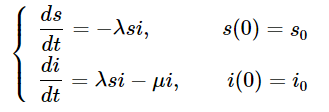 ds/dt = −λsi, s(0) = s₀
di/dt = λsi − μi, i(0) = i₀